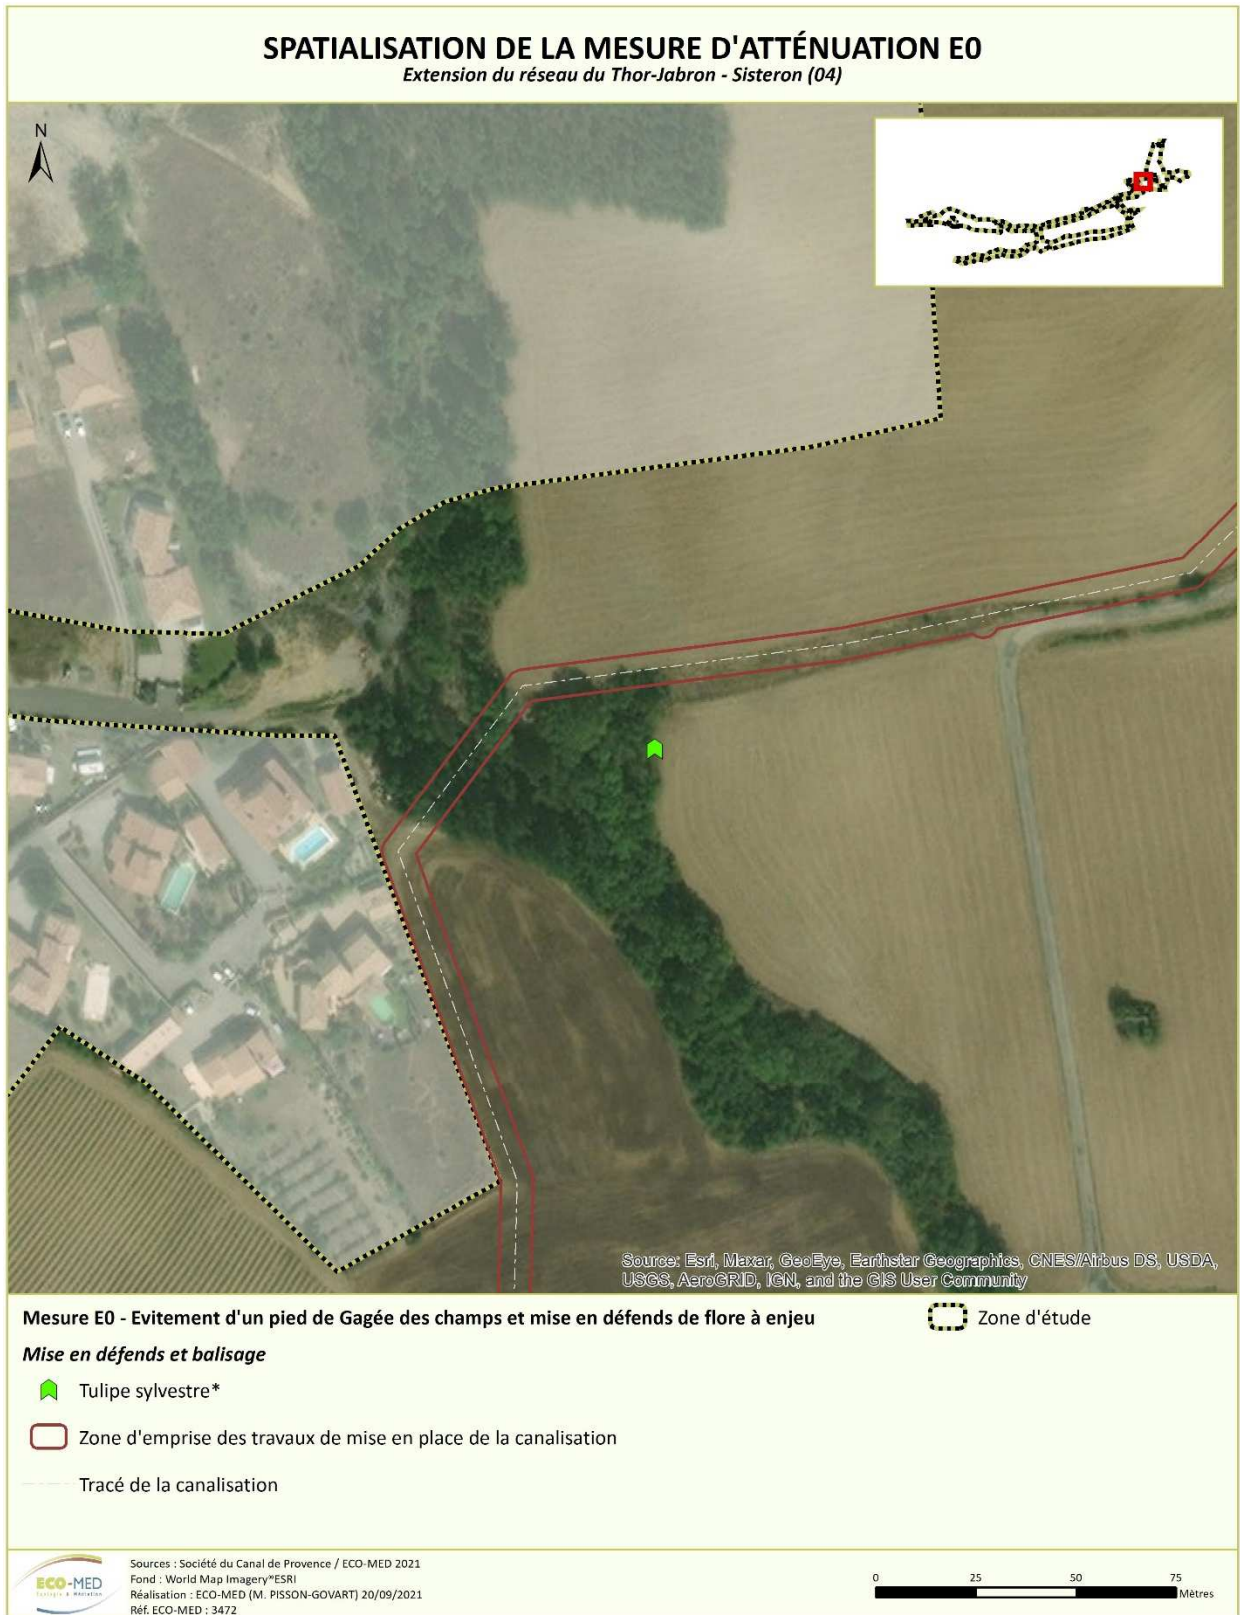 SPATIALISATION DE LA MESURE D'ATTÉNUATION E0
Extension du réseau du Thor-Jabron - Sisteron (04)
N
Source: Esri, Maxar, GeoEye, Earthstar Geographics, CNES/Airbus DS, USDA,
USGS, AeroGRID, IGN, and the GIS User Community
Mesure E0 - Evitement d'un pied de Gagée des champs et mise en défends de flore à enjeu
Zone d'étude
Mise en défends et balisage
Tulipe sylvestre*
Zone d'emprise des travaux de mise en place de la canalisation
Tracé de la canalisation
ECO-MED
Ecologie & Médiation
Sources : Société du Canal de Provence / ECO-MED 2021
Fond : World Map Imagery"ESRI
Réalisation : ECO-MED (M. PISSON-GOVART) 20/09/2021
Réf. ECO-MED : 3472
0 25 50 75
Mètres